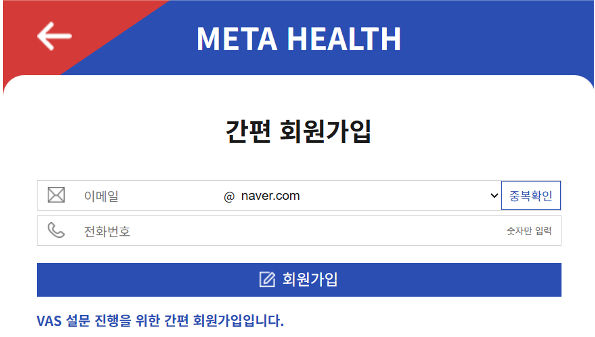 META HEALTH
간편 회원가입
이메일 @ naver.com 중복확인
전화번호 숫자만 입력
회원가입
VAS 설문 진행을 위한 간편 회원가입입니다.